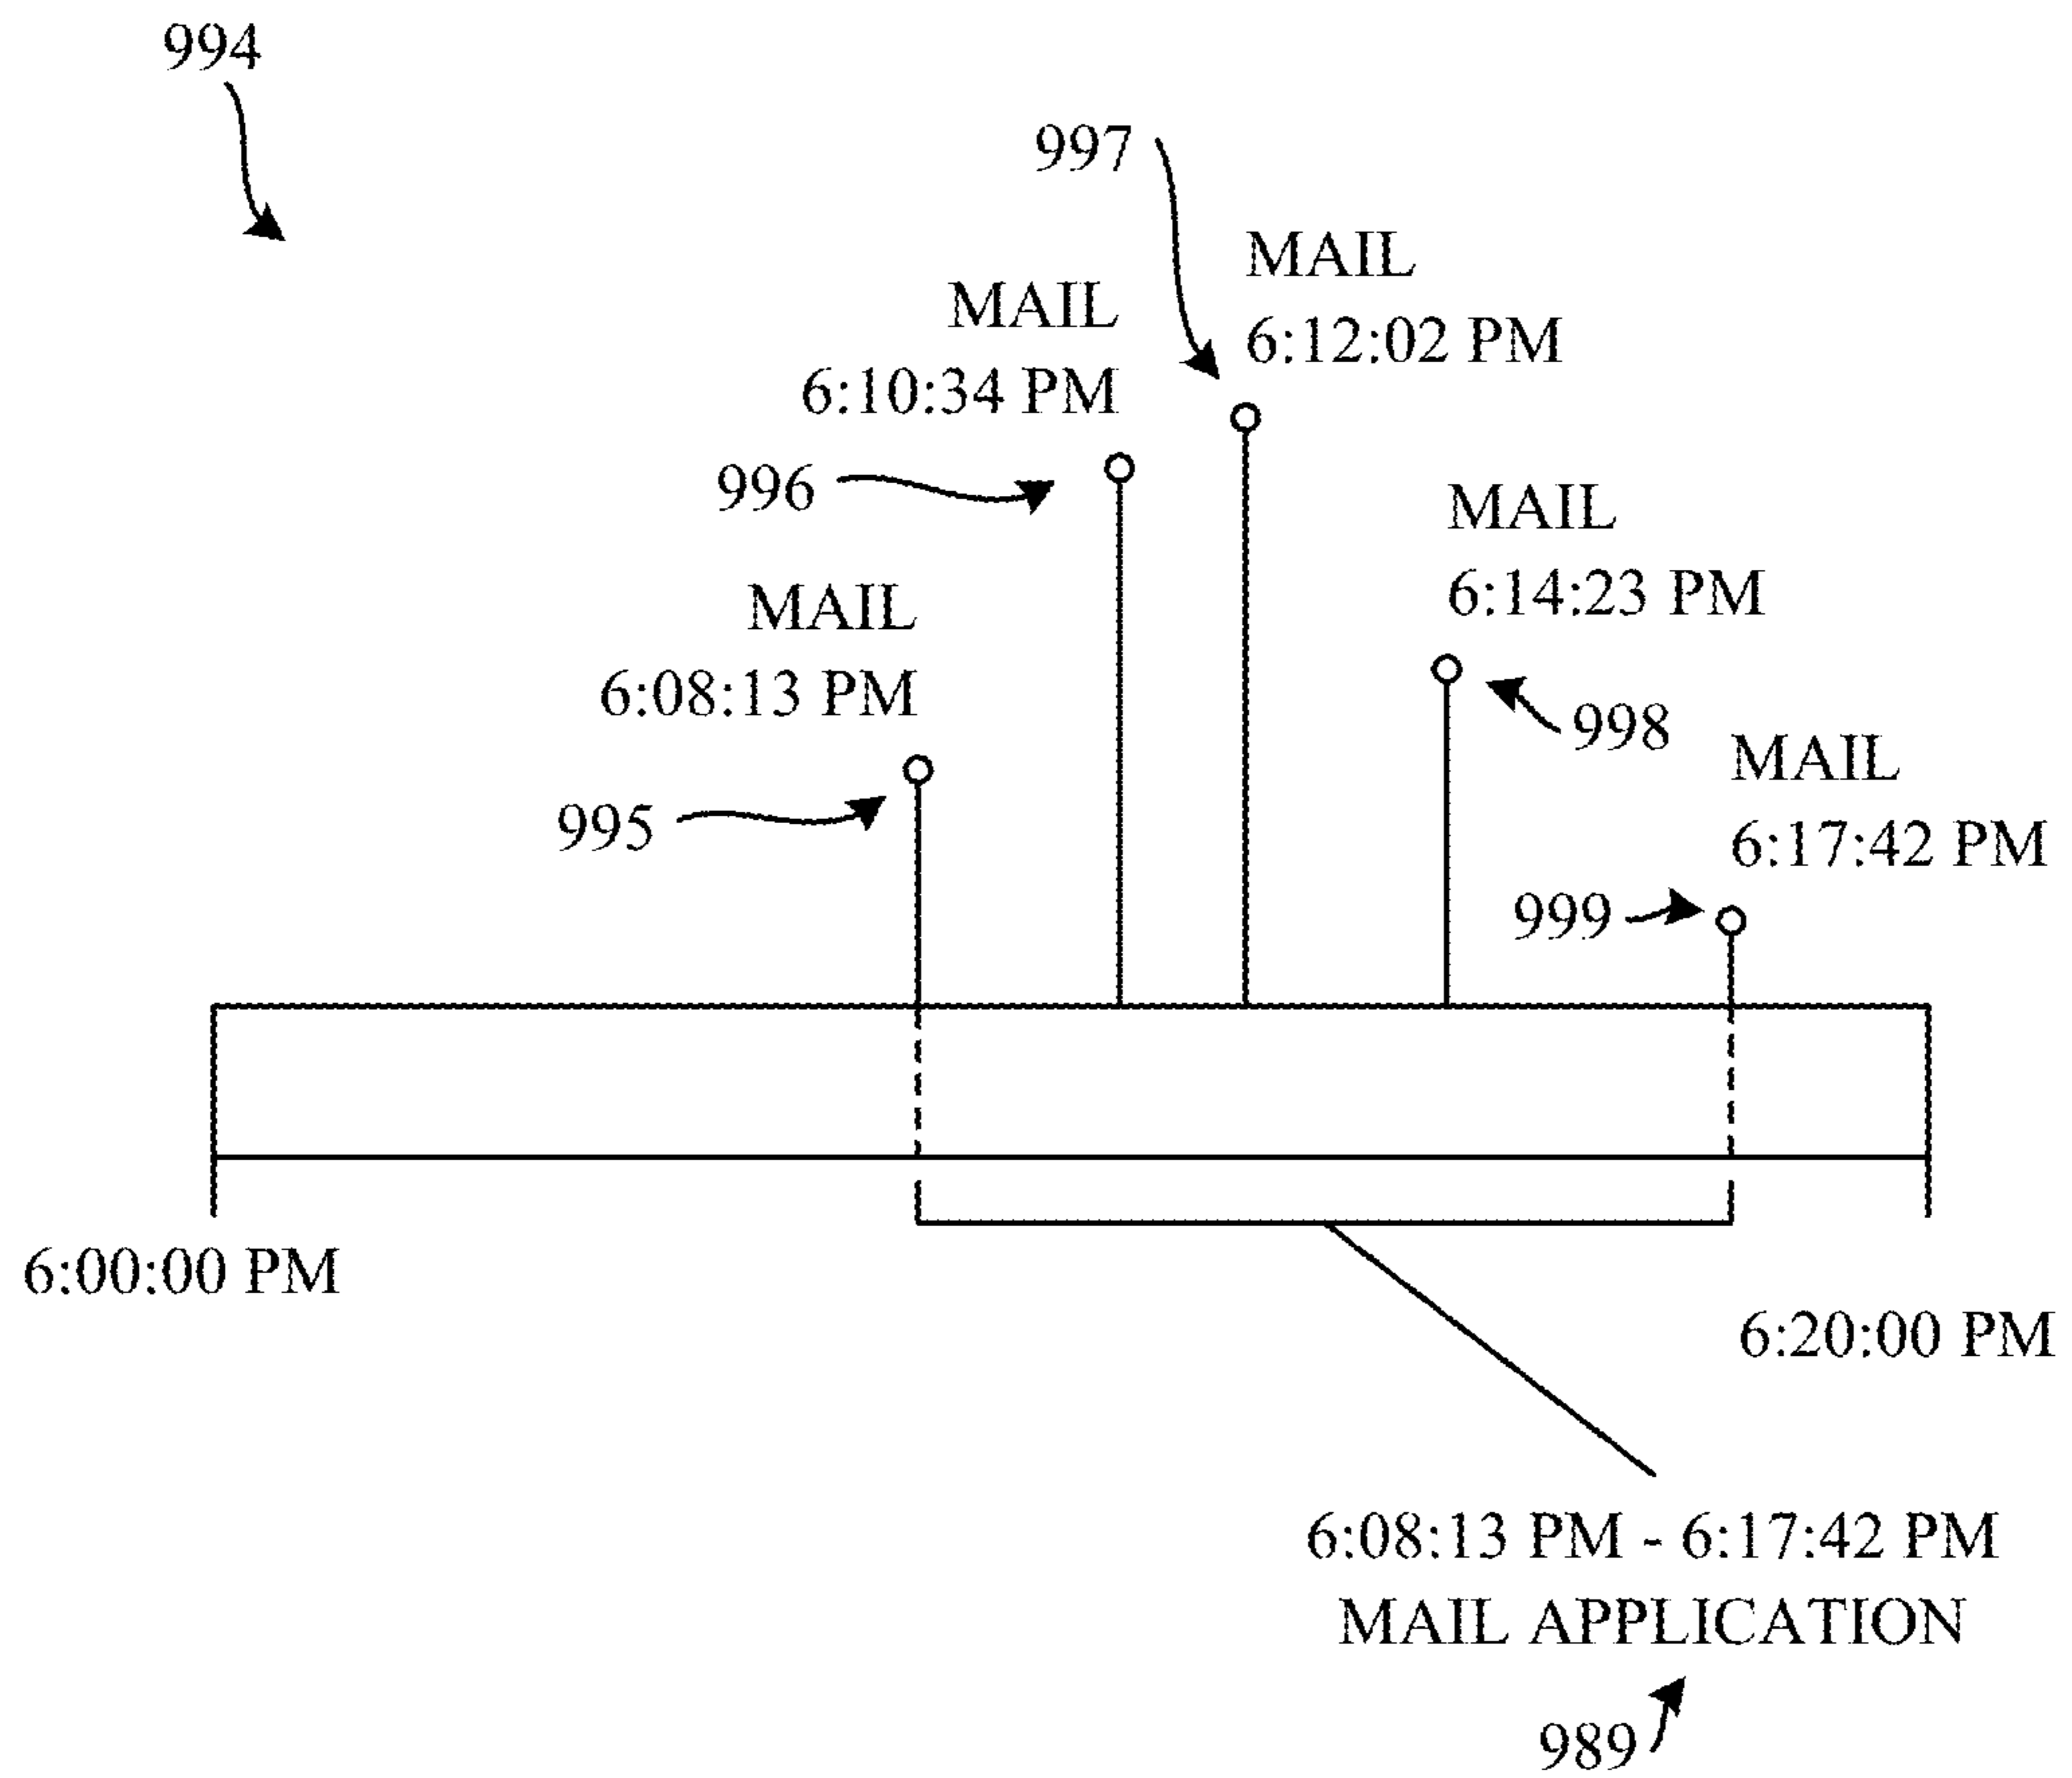 994
997
MAIL
6:12:02 PM
MAIL
6:10:34 PM
996
MAIL
6:14:23 PM
998
MAIL
6:08:13 PM
995
MAIL
6:17:42 PM
999
6:00:00 PM
6:20:00 PM
6:08:13 PM - 6:17:42 PM
MAIL APPLICATION
989